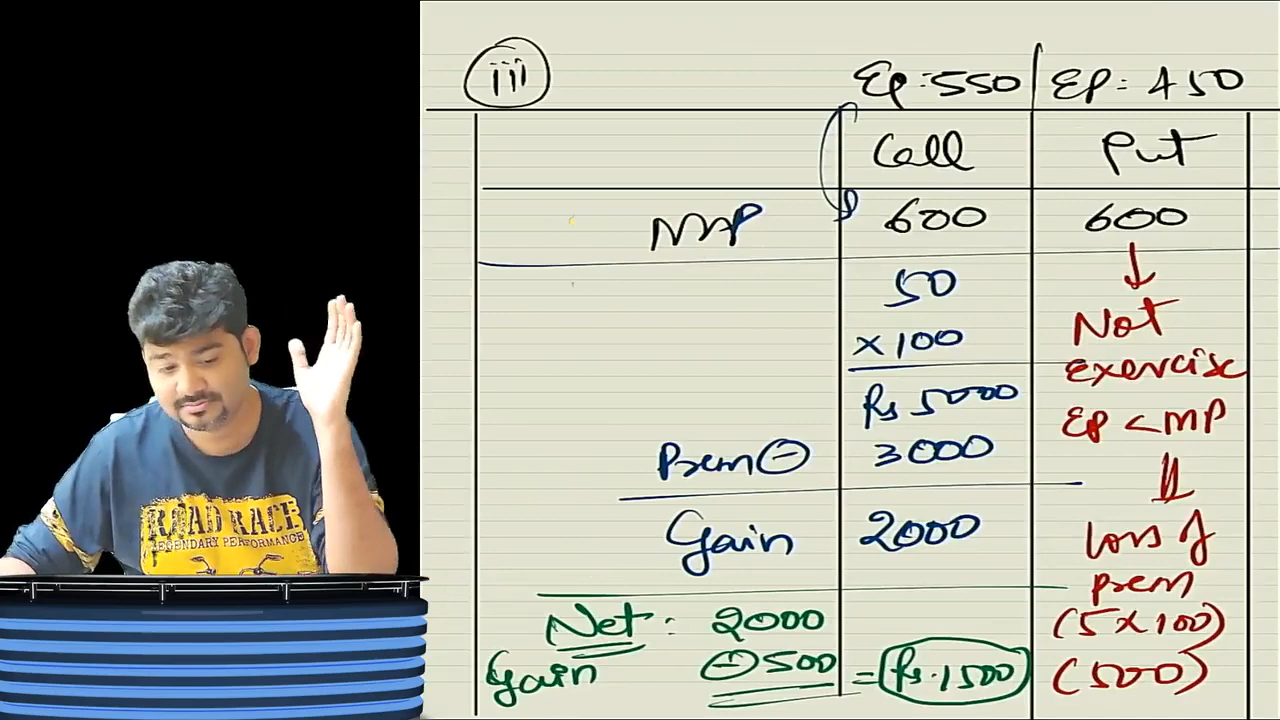 iii Ep:550 EP:450
Call Put
MP 600 600
50
x100
Not
exercise
Rs 5000
EP < MP
Prem ⊖ 3000
Gain 2000
loss of
prem
Net: 2000
(5 x 100)
Gain ⊖ 500 = Rs.1500
(500)
ROAD RACE
LEGENDARY PERFORMANCE